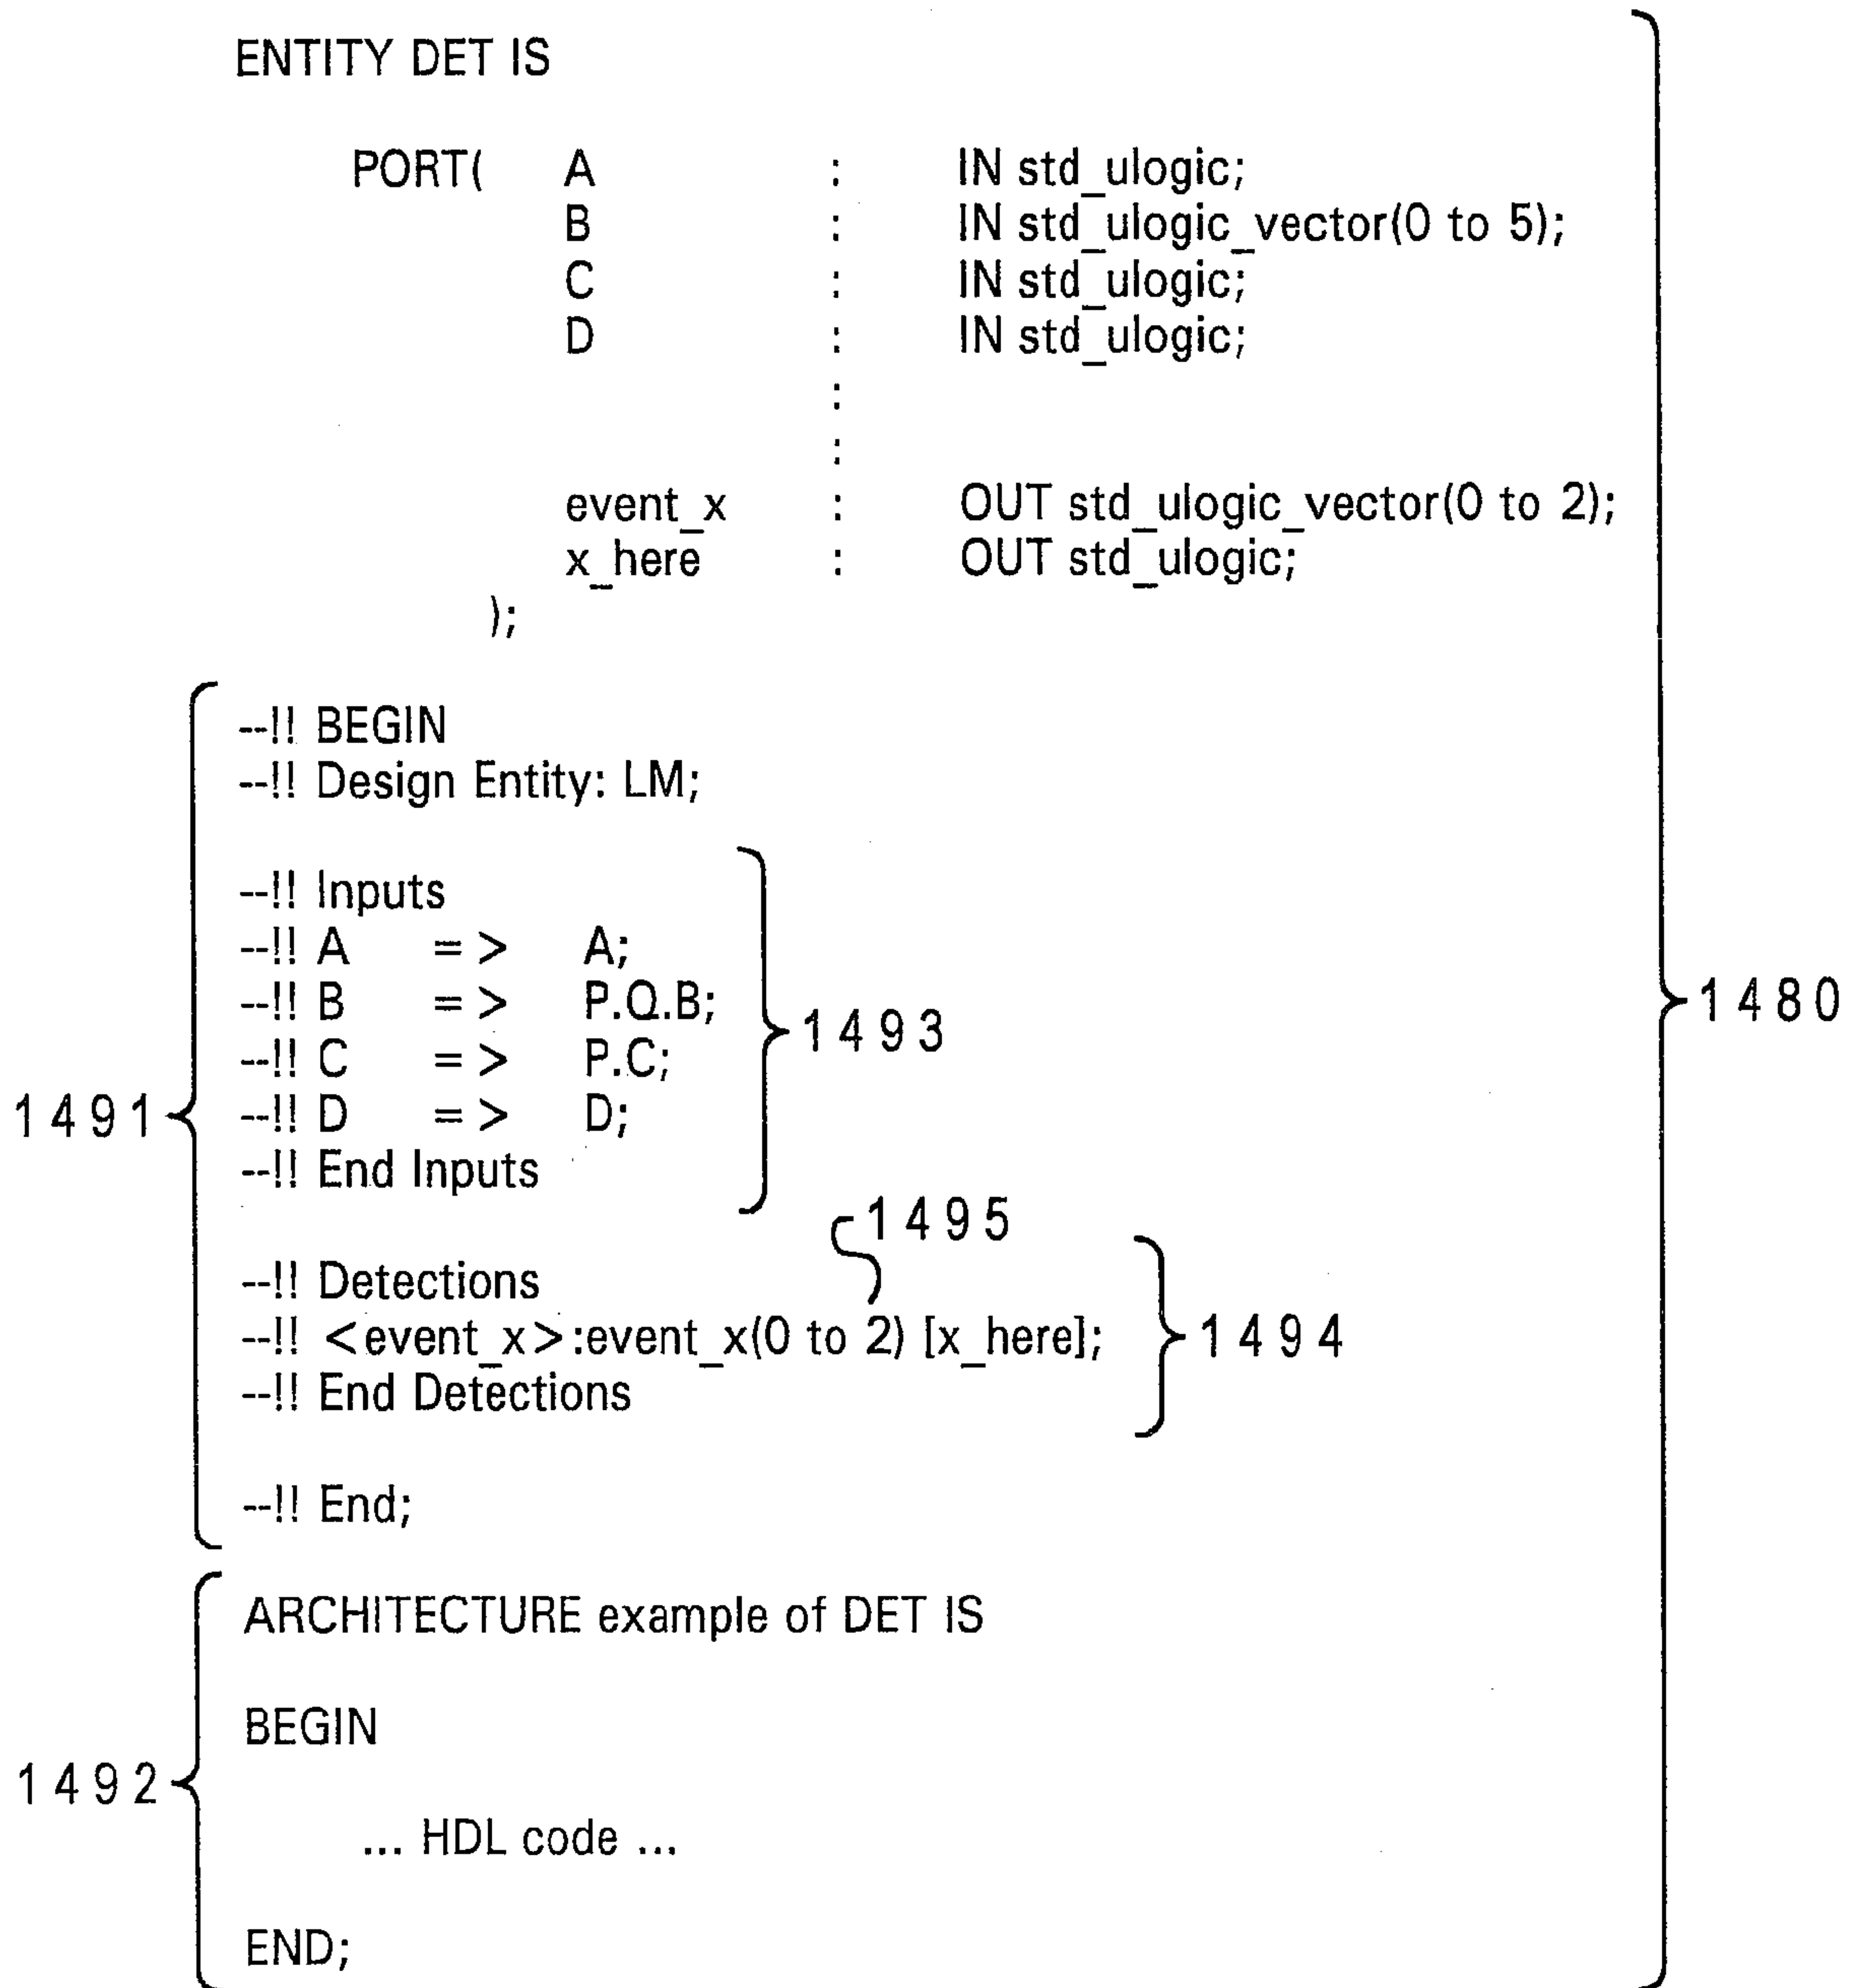 ENTITY DET IS
PORT( A : IN std_ulogic;
B : IN std_ulogic_vector(0 to 5);
C : IN std_ulogic;
D : IN std_ulogic;
:
:
event_x : OUT std_ulogic_vector(0 to 2);
x_here : OUT std_ulogic;
);
--!! BEGIN
--!! Design Entity: LM;
--!! Inputs
--!! A => A;
--!! B => P.Q.B;
1480
--!! C => P.C;
1493
--!! D => D;
1491
--!! End Inputs
1495
--!! Detections
--!! <event_x>:event_x(0 to 2) [x_here];
1494
--!! End Detections
--!! End;
ARCHITECTURE example of DET IS
BEGIN
1492
... HDL code ...
END;